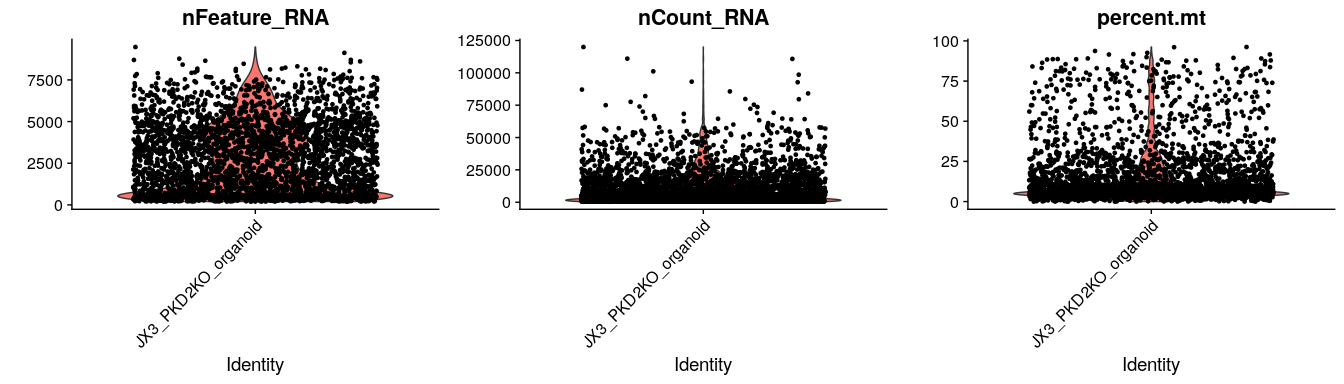 nFeature_RNA
7500
5000
2500
0
JX3_PKD2KO_organoid
Identity
nCount_RNA
125000
100000
75000
50000
25000
0
JX3_PKD2KO_organoid
Identity
percent.mt
100
75
50
25
0
JX3_PKD2KO_organoid
Identity